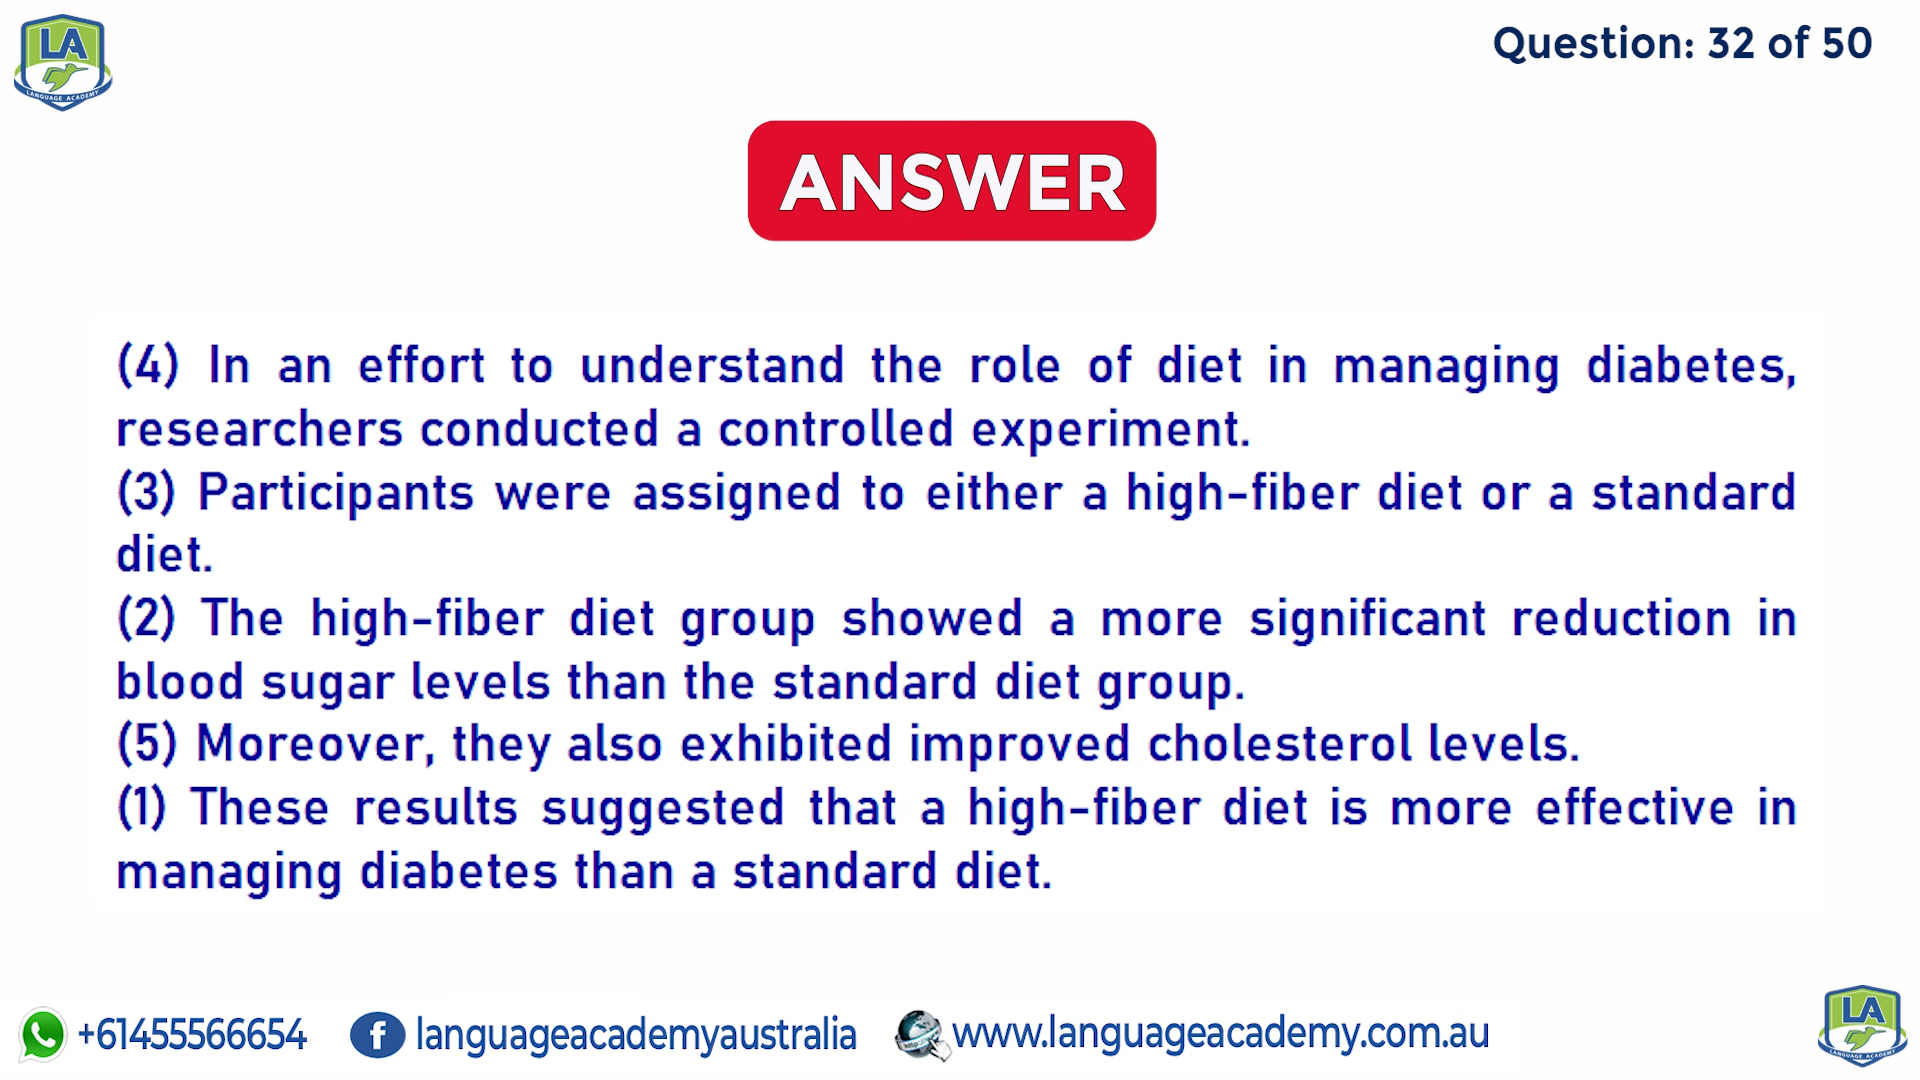 LA
LANGUAGE ACADEMY
Question: 32 of 50
ANSWER
(4) In an effort to understand the role of diet in managing diabetes,
researchers conducted a controlled experiment.
(3) Participants were assigned to either a high-fiber diet or a standard
diet.
(2) The high-fiber diet group showed a more significant reduction in
blood sugar levels than the standard diet group.
(5) Moreover, they also exhibited improved cholesterol levels.
(1) These results suggested that a high-fiber diet is more effective in
managing diabetes than a standard diet.
+61455566654 languageacademyaustralia www.languageacademy.com.au
LA
LANGUAGE ACADEMY